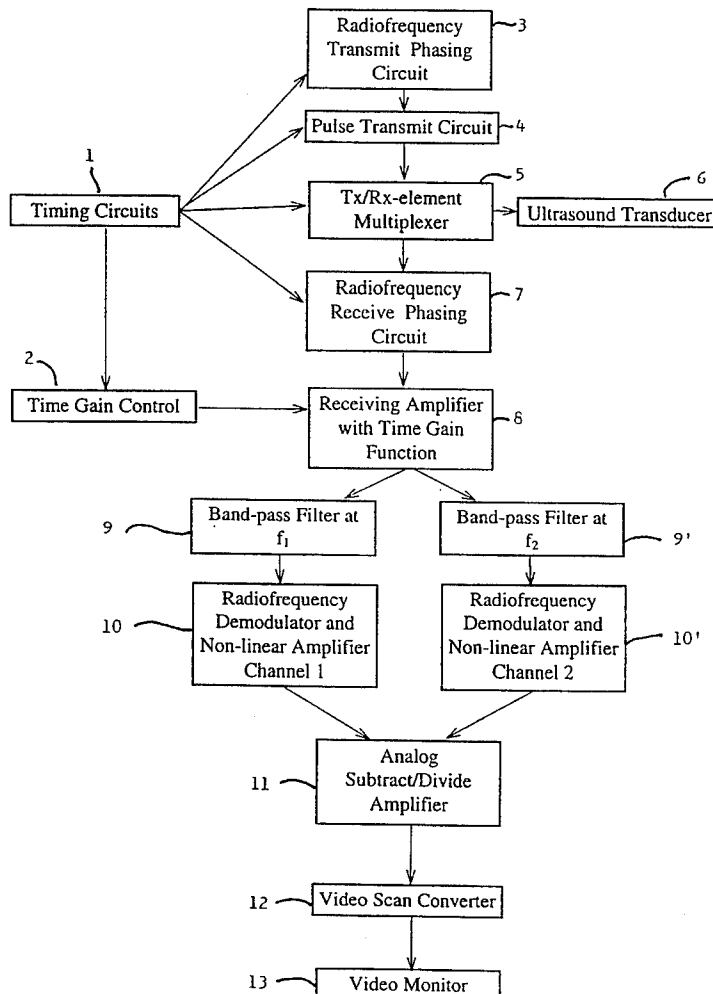 Radiofrequency
Transmit Phasing
Circuit
3
Pulse Transmit Circuit
4
1
Timing Circuits
5
Tx/Rx-element
Multiplexer
6
Ultrasound Transducer
Radiofrequency
Receive Phasing
Circuit
7
2
Time Gain Control
Receiving Amplifier
with Time Gain
Function
8
9
Band-pass Filter at
f1
Band-pass Filter at
f2
9'
10
Radiofrequency
Demodulator and
Non-linear Amplifier
Channel 1
Radiofrequency
Demodulator and
Non-linear Amplifier
Channel 2
10'
11
Analog
Subtract/Divide
Amplifier
12
Video Scan Converter
13
Video Monitor